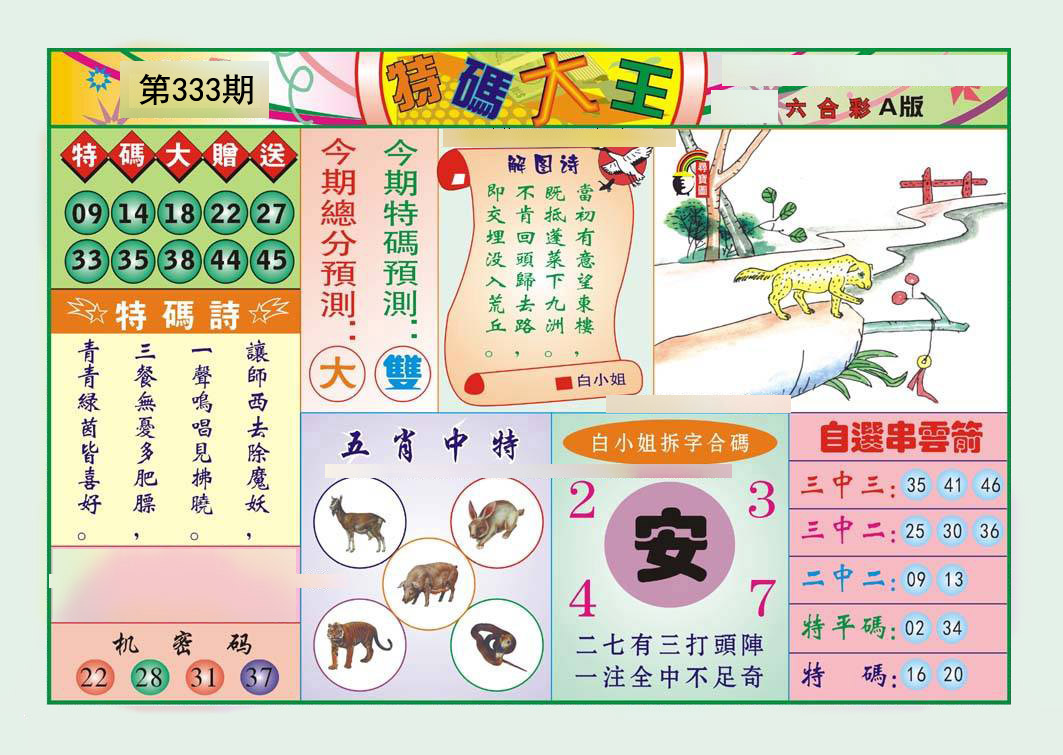 第333期
特碼大王
六合彩A版
特碼大贈送
09 14 18 22 27
33 35 38 44 45
特碼詩
讓師西去除魔妖，
一聲鳴唱見拂曉。
三餐無憂多肥膘，
青青緑茵皆喜好。
机密码
22 28 31 37
今期特碼預測：
雙
今期總分預測：
大
解图诗
當初有意望東樓，
既抵蓬菜下九洲。
不肯回頭歸去路，
即交埋没入荒丘。
白小姐
尋寶圖
五肖中特
白小姐拆字合碼
2 3
安
4 7
二七有三打頭陣
一注全中不足奇
自選串雲箭
三中三：35 41 46
三中二：25 30 36
二中二：09 13
特平碼：02 34
特碼：16 20